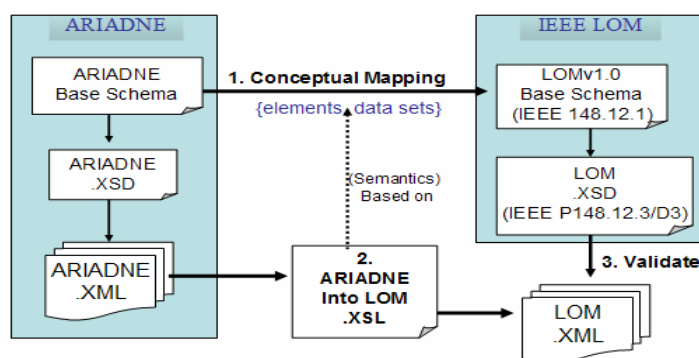 ARIADNE
IEEE LOM
ARIADNE
Base Schema
1. Conceptual Mapping
{elements, data sets}
LOMv1.0
Base Schema
(IEEE 148.12.1)
ARIADNE
.XSD
(Semantics)
Based on
LOM
.XSD
(IEEE P148.12.3/D3)
ARIADNE
.XML
2.
ARIADNE
Into LOM
.XSL
3. Validate
LOM
.XML